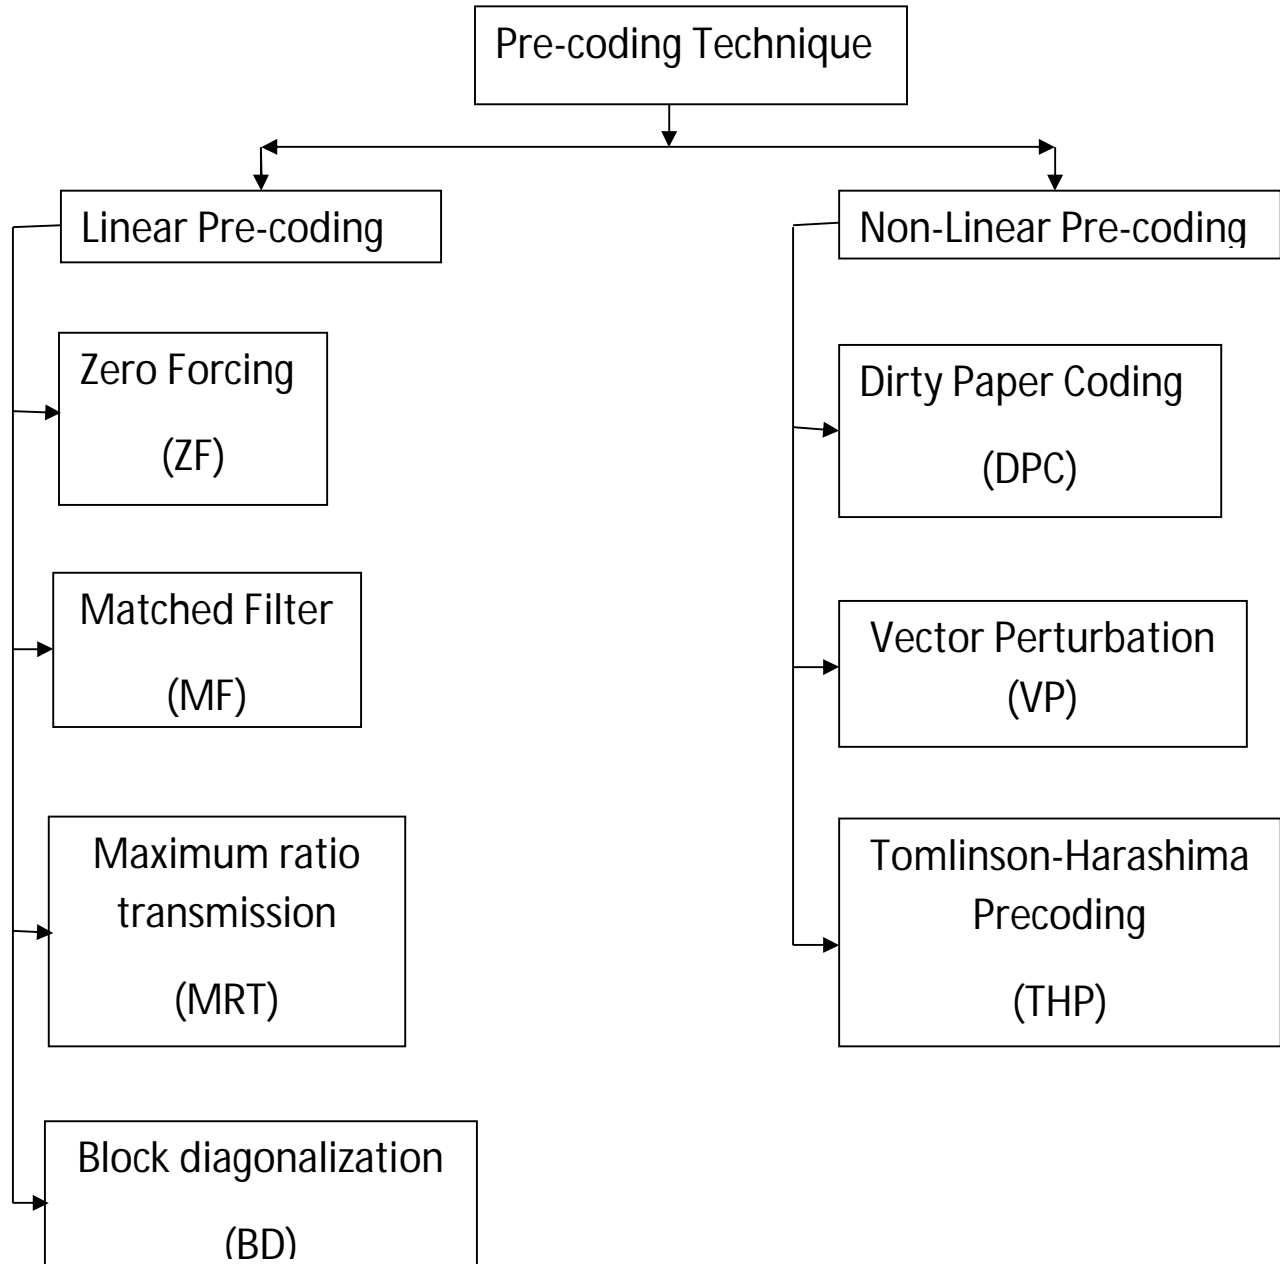 Pre-coding Technique
Linear Pre-coding
Non-Linear Pre-coding
Zero Forcing
(ZF)
Matched Filter
(MF)
Maximum ratio
transmission
(MRT)
Block diagonalization
(BD)
Dirty Paper Coding
(DPC)
Vector Perturbation
(VP)
Tomlinson-Harashima
Precoding
(THP)